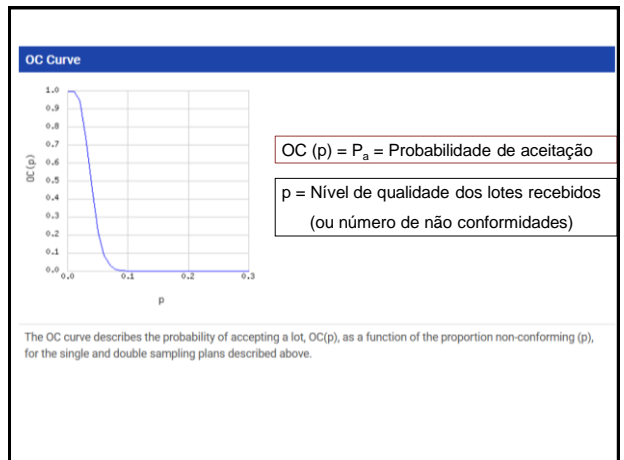 OC Curve
1.0
0.9
0.8
0.7
0.6
0.5
0.4
0.3
0.2
0.1
0.0
OC(p)
0.0
0.1
0.2
0.3
p
OC (p) = Pa = Probabilidade de aceitação
p = Nível de qualidade dos lotes recebidos
(ou número de não conformidades)
The OC curve describes the probability of accepting a lot, OC(p), as a function of the proportion non-conforming (p),
for the single and double sampling plans described above.